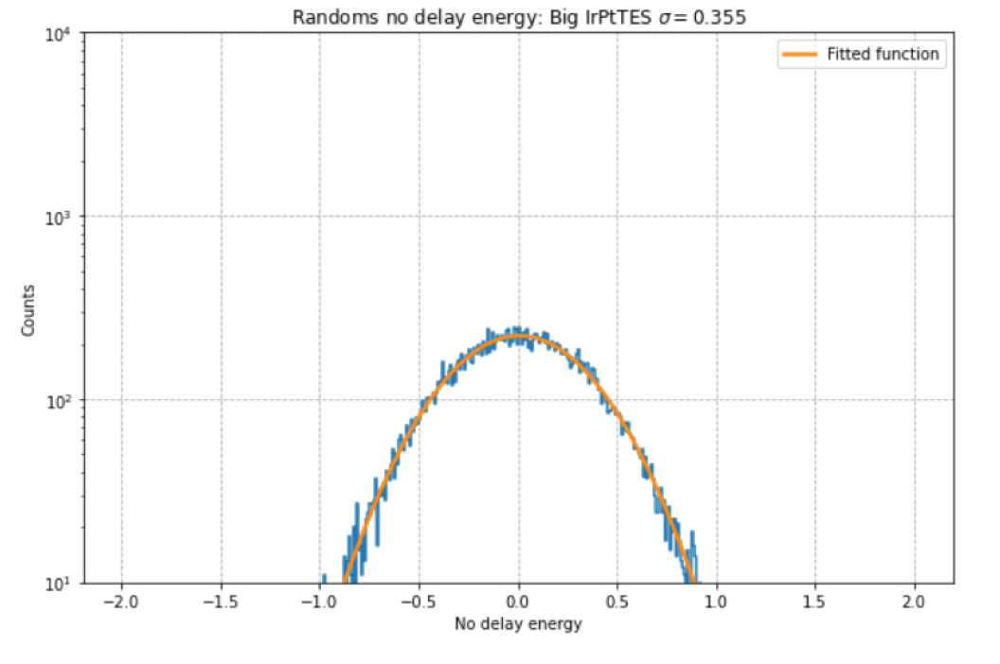 Randoms no delay energy: Big IrPtTES σ= 0.355
Fitted function
10⁴
10³
10²
10¹
Counts
−2.0 −1.5 −1.0 −0.5 0.0 0.5 1.0 1.5 2.0
No delay energy